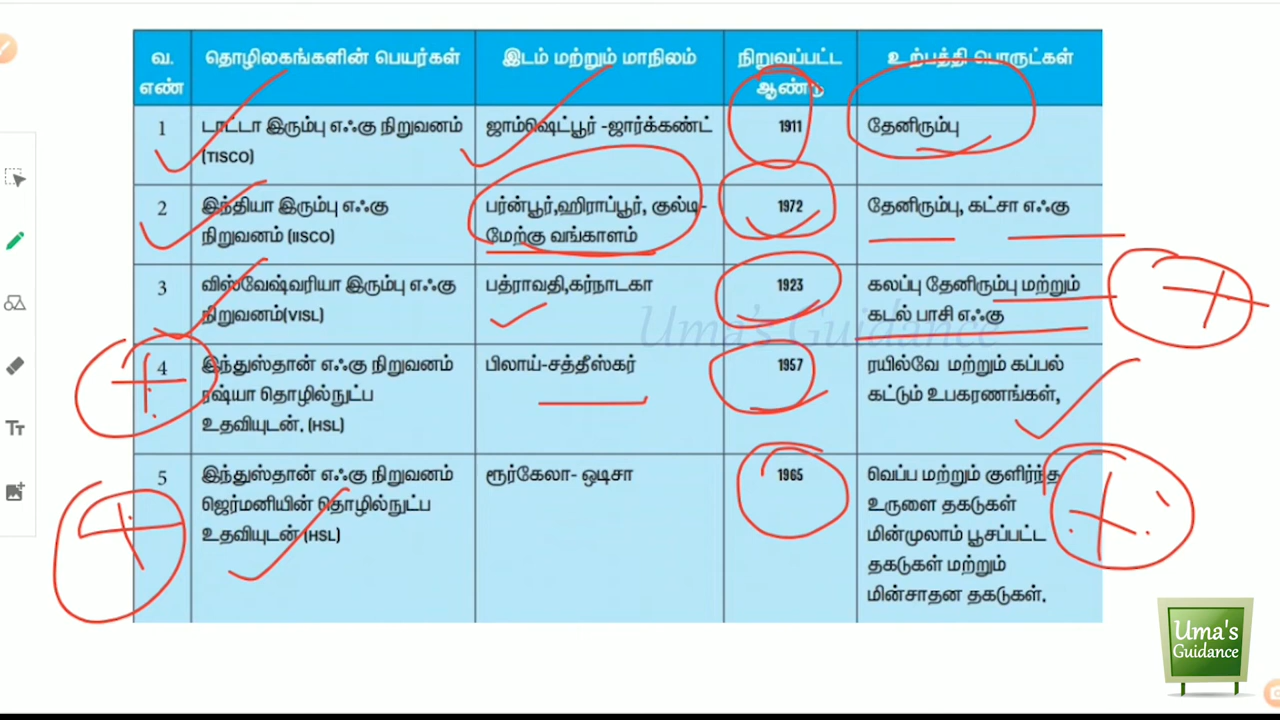 வ. எண்
தொழிலகங்களின் பெயர்கள்
இடம் மற்றும் மாநிலம்
நிறுவப்பட்ட
ஆண்டு
உற்பத்தி பொருட்கள்
1
டாட்டா இரும்பு எஃகு நிறுவனம்
(TISCO)
ஜாம்ஷெட்பூர் -ஜார்க்கண்ட்
1911
தேனிரும்பு
2
இந்தியா இரும்பு எஃகு
நிறுவனம் (IISCO)
பர்ன்பூர்,ஹிராப்பூர், குல்டி-
மேற்கு வங்காளம்
1972
தேனிரும்பு, கட்சா எஃகு
3
விஸ்வேஷ்வரியா இரும்பு எஃகு
நிறுவனம்(VISL)
பத்ராவதி,கர்நாடகா
1923
கலப்பு தேனிரும்பு மற்றும்
கடல் பாசி எஃகு
Uma's Guidance
4
இந்துஸ்தான் எஃகு நிறுவனம்
ரஷ்யா தொழில்நுட்ப
உதவியுடன். (HSL)
பிலாய்-சத்தீஸ்கர்
1957
ரயில்வே மற்றும் கப்பல்
கட்டும் உபகரணங்கள்,
5
இந்துஸ்தான் எஃகு நிறுவனம்
ஜெர்மனியின் தொழில்நுட்ப
உதவியுடன் (HSL)
ரூர்கேலா- ஒடிசா
1965
வெப்ப மற்றும் குளிர்ந்த
உருளை தகடுகள்
மின்முலாம் பூசப்பட்ட
தகடுகள் மற்றும்
மின்சாதன தகடுகள்.
Uma's
Guidance
TT